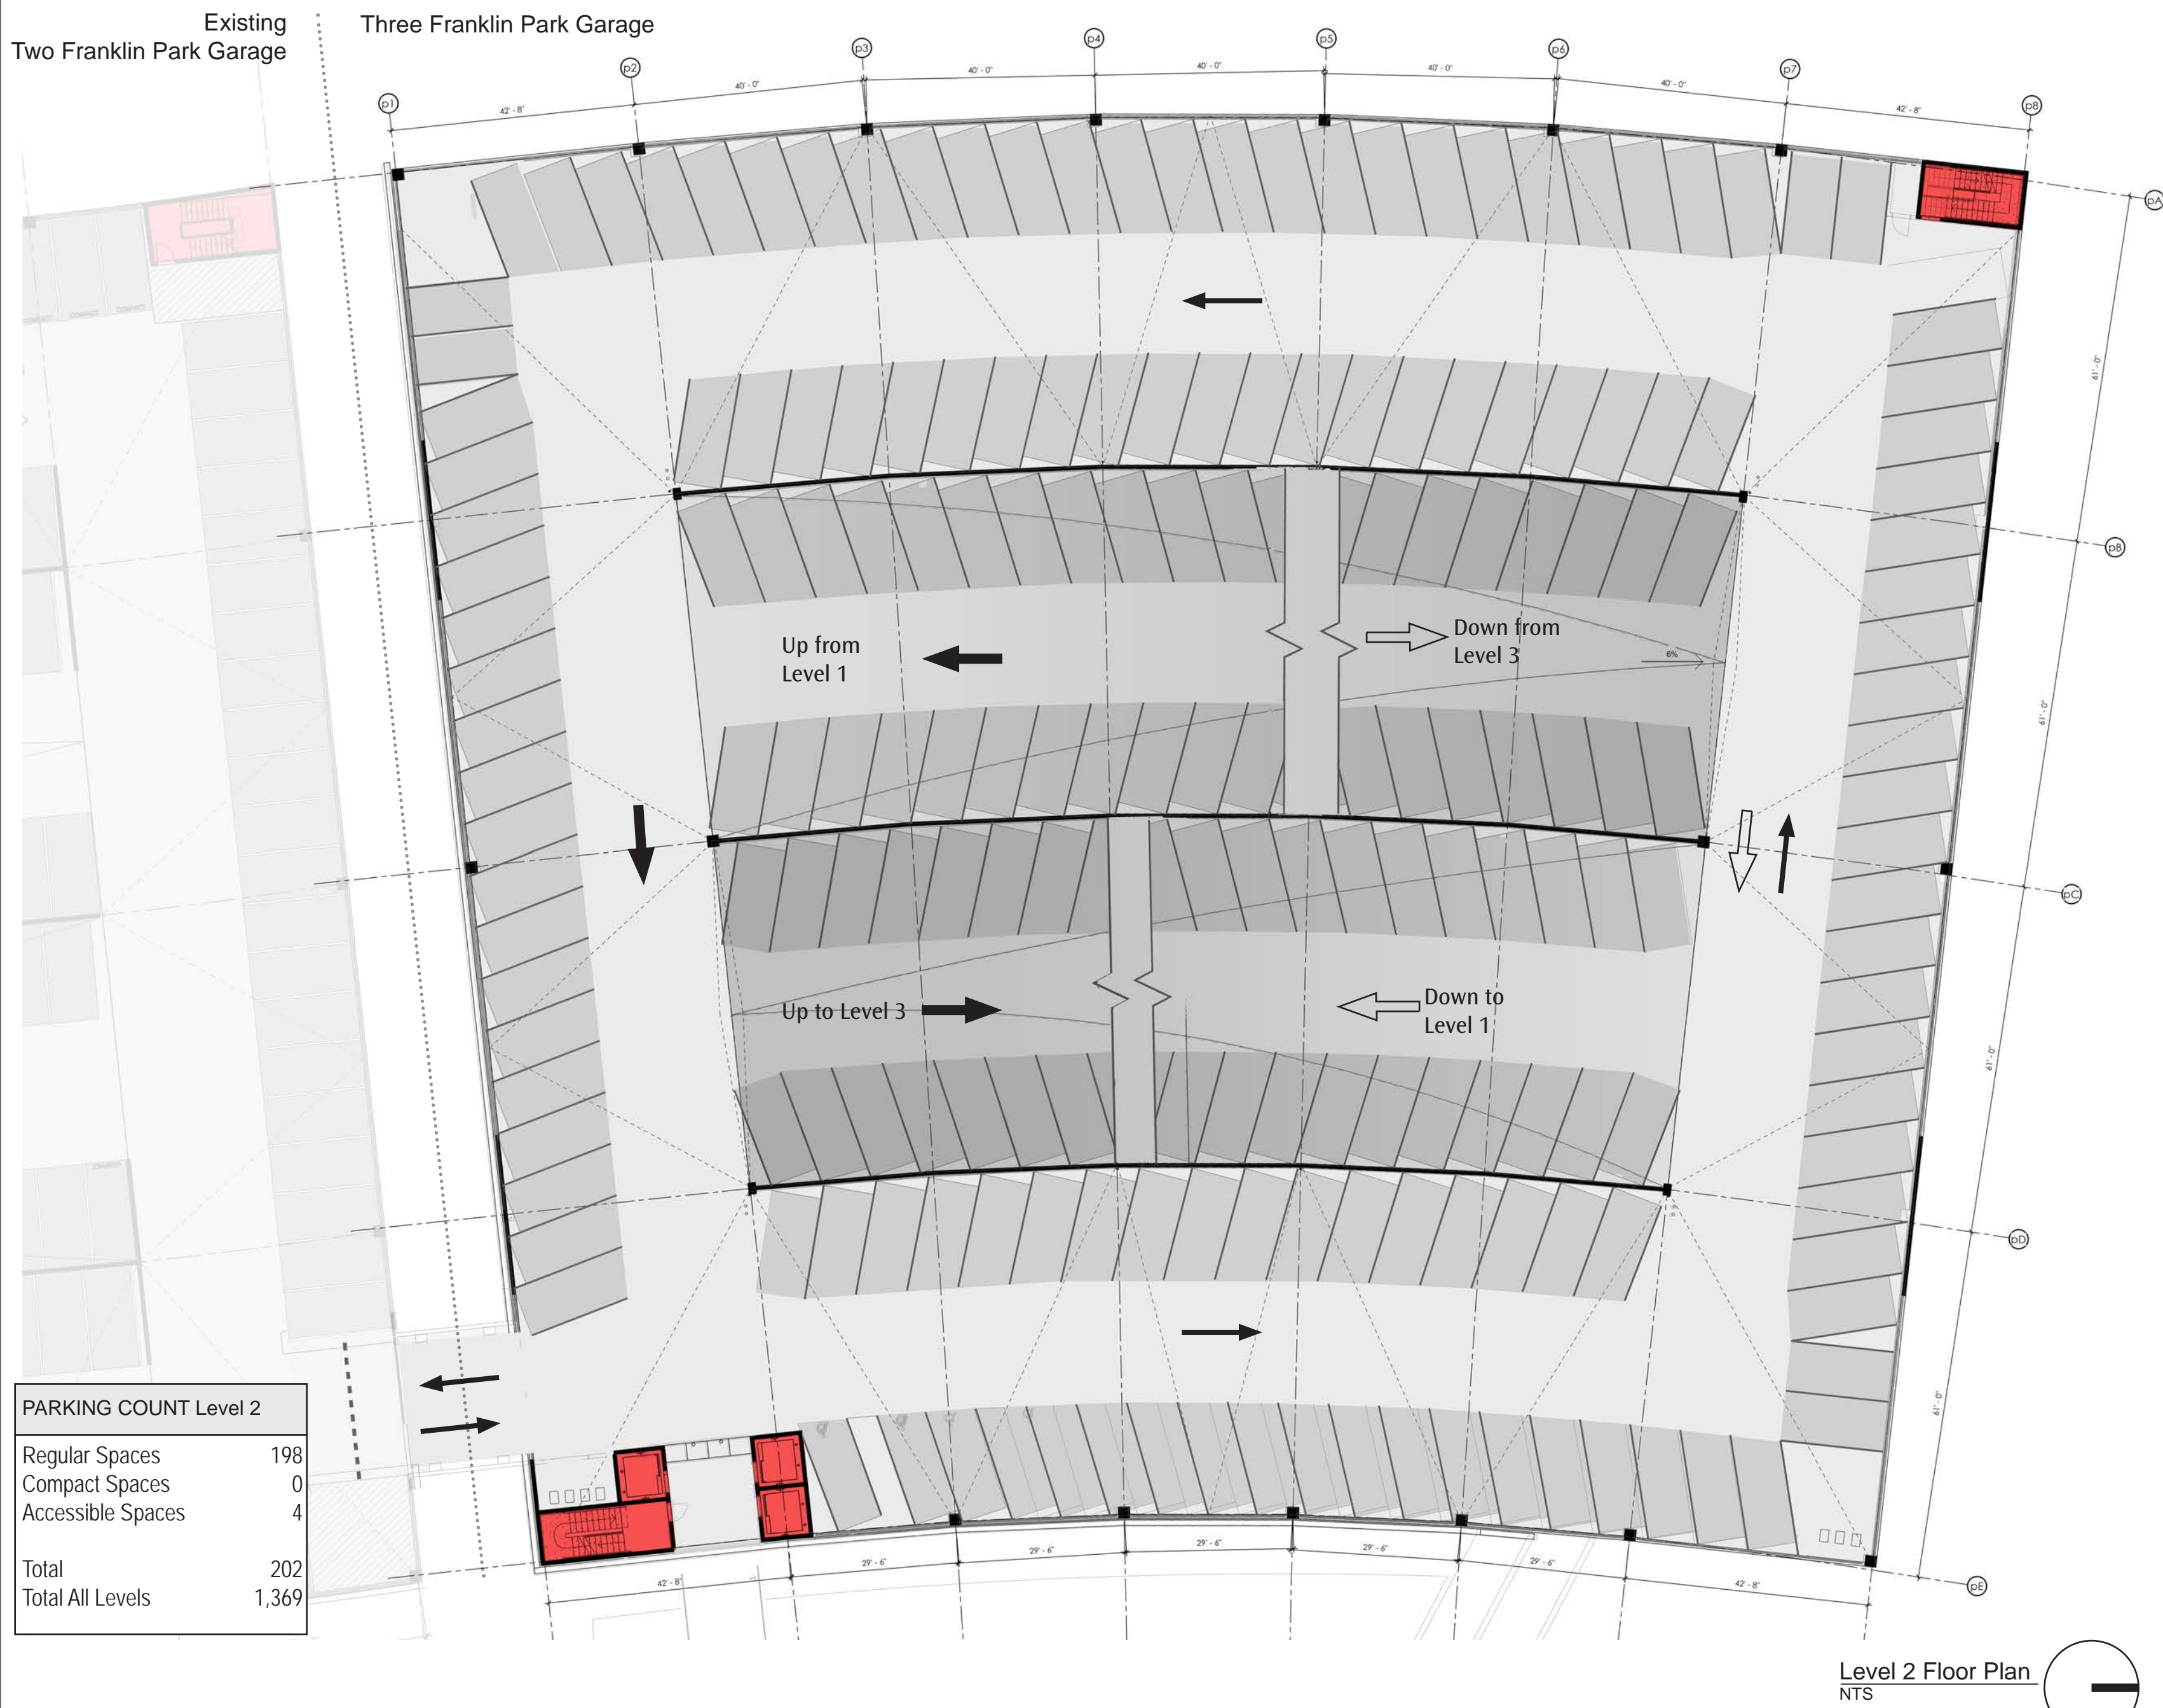 Existing
Two Franklin Park Garage
Three Franklin Park Garage
p1
p2
p3
p4
p5
p6
p7
p8
42' - 8"
40' - 0"
40' - 0"
40' - 0"
40' - 0"
40' - 0"
42' - 8"
pA
61' - 0"
pB
61' - 0"
pC
61' - 0"
pD
61' - 0"
pE
COMPACT
COMPACT
COMPACT
Up from
Level 1
Down from
Level 3
6%
Up to Level 3
Down to
Level 1
COMPACT
PARKING COUNT Level 2
Regular Spaces 198
Compact Spaces 0
Accessible Spaces 4
Total 202
Total All Levels 1,369
42' - 8"
29' - 6"
29' - 6"
29' - 6"
29' - 6"
29' - 6"
42' - 8"
Level 2 Floor Plan
NTS